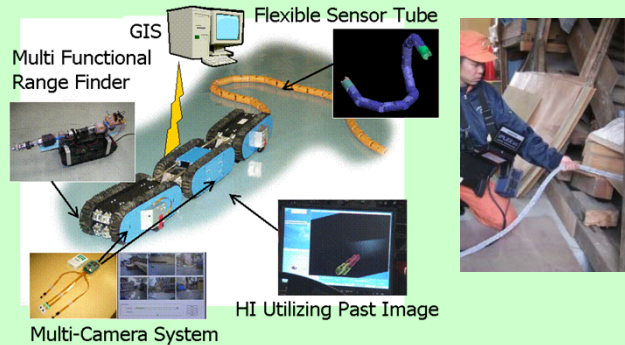 Flexible Sensor Tube
GIS
Multi Functional
Range Finder
HI Utilizing Past Image
Multi-Camera System